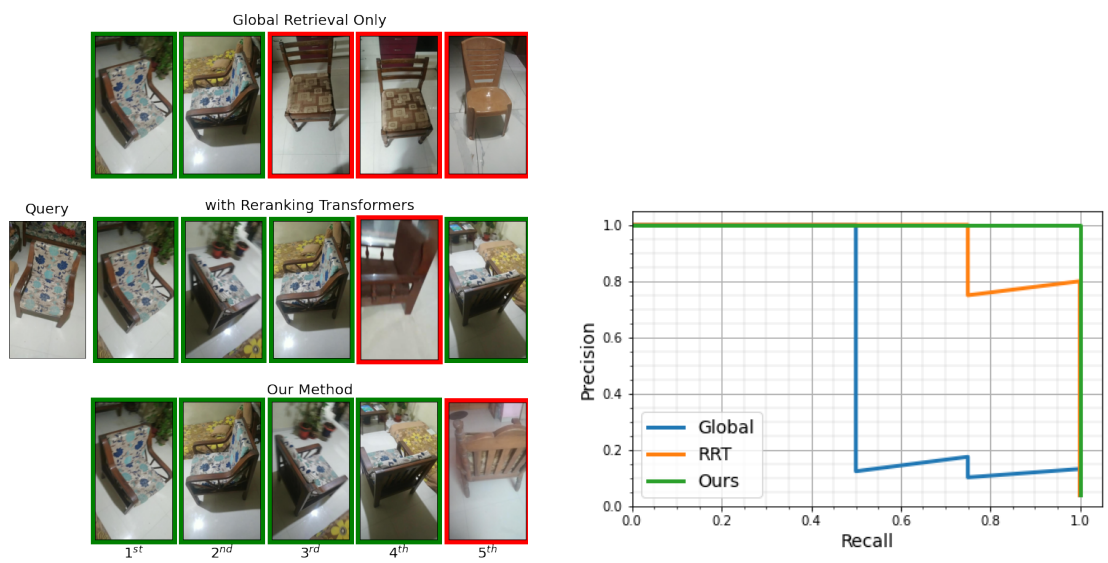 Global Retrieval Only
Query
with Reranking Transformers
Our Method
1st 2nd 3rd 4th 5th
Precision
1.0
0.8
0.6
0.4
0.2
0.0
Global
RRT
Ours
0.0 0.2 0.4 0.6 0.8 1.0
Recall